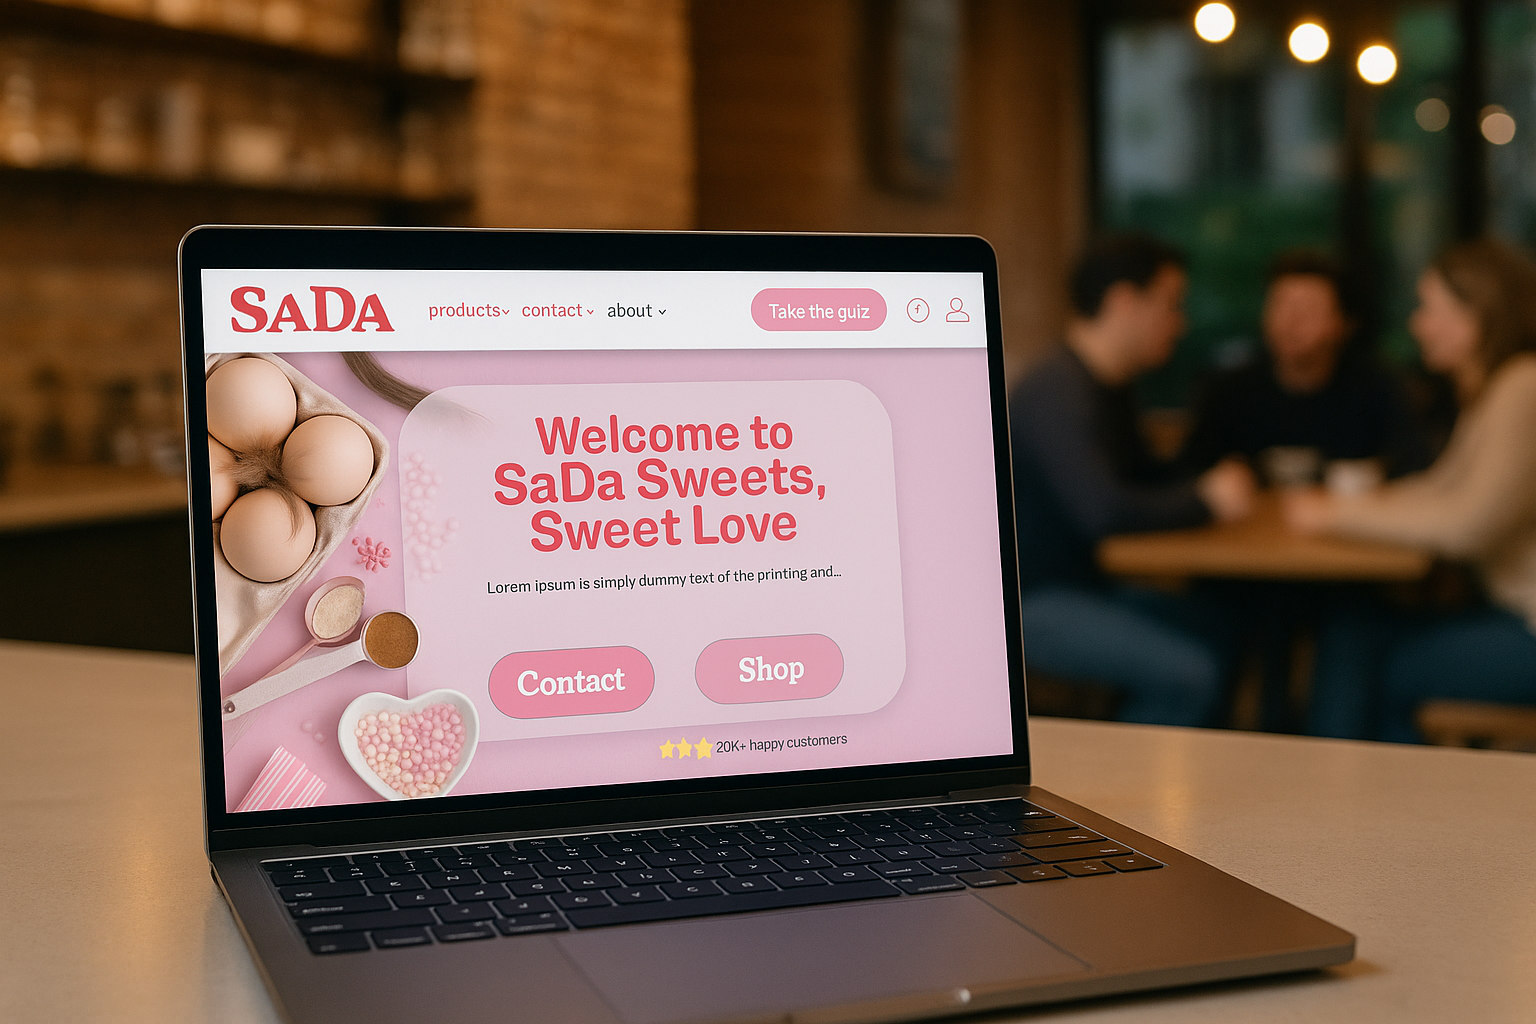 SADA
products contact about
Take the guiz
f
Welcome to
SaDa Sweets,
Sweet Love
Lorem ipsum is simply dummy text of the printing and...
Contact Shop
20K+ happy customers